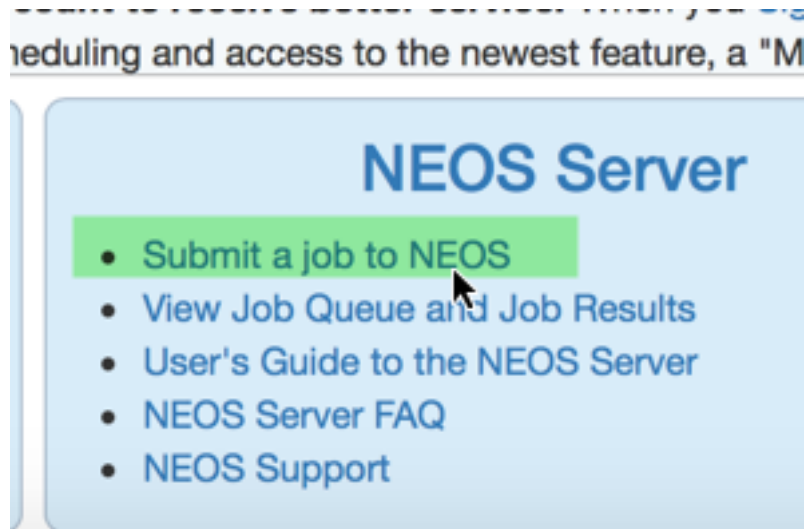 heduling and access to the newest feature, a "M
NEOS Server
• Submit a job to NEOS
• View Job Queue and Job Results
• User's Guide to the NEOS Server
• NEOS Server FAQ
• NEOS Support